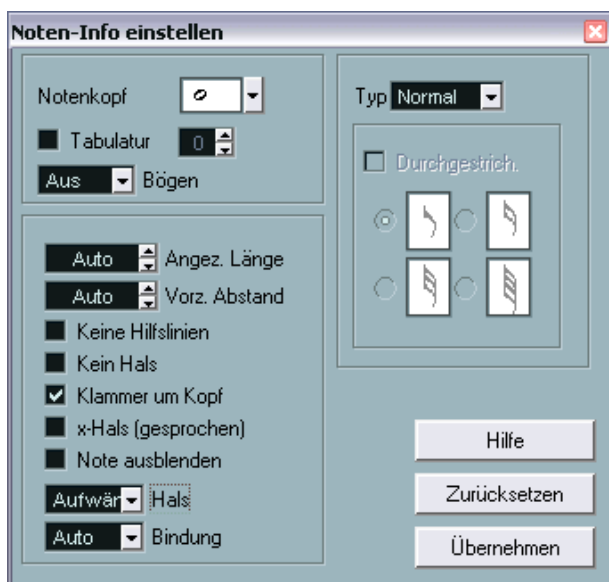 Noten-Info einstellen
Notenkopf
Typ Normal
Tabulatur 0
Durchgestrich.
Aus Bögen
Auto Angez. Länge
Auto Vorz. Abstand
Keine Hilfslinien
Kein Hals
Klammer um Kopf
x-Hals (gesprochen)
Note ausblenden
Aufwär Hals
Auto Bindung
Hilfe
Zurücksetzen
Übernehmen